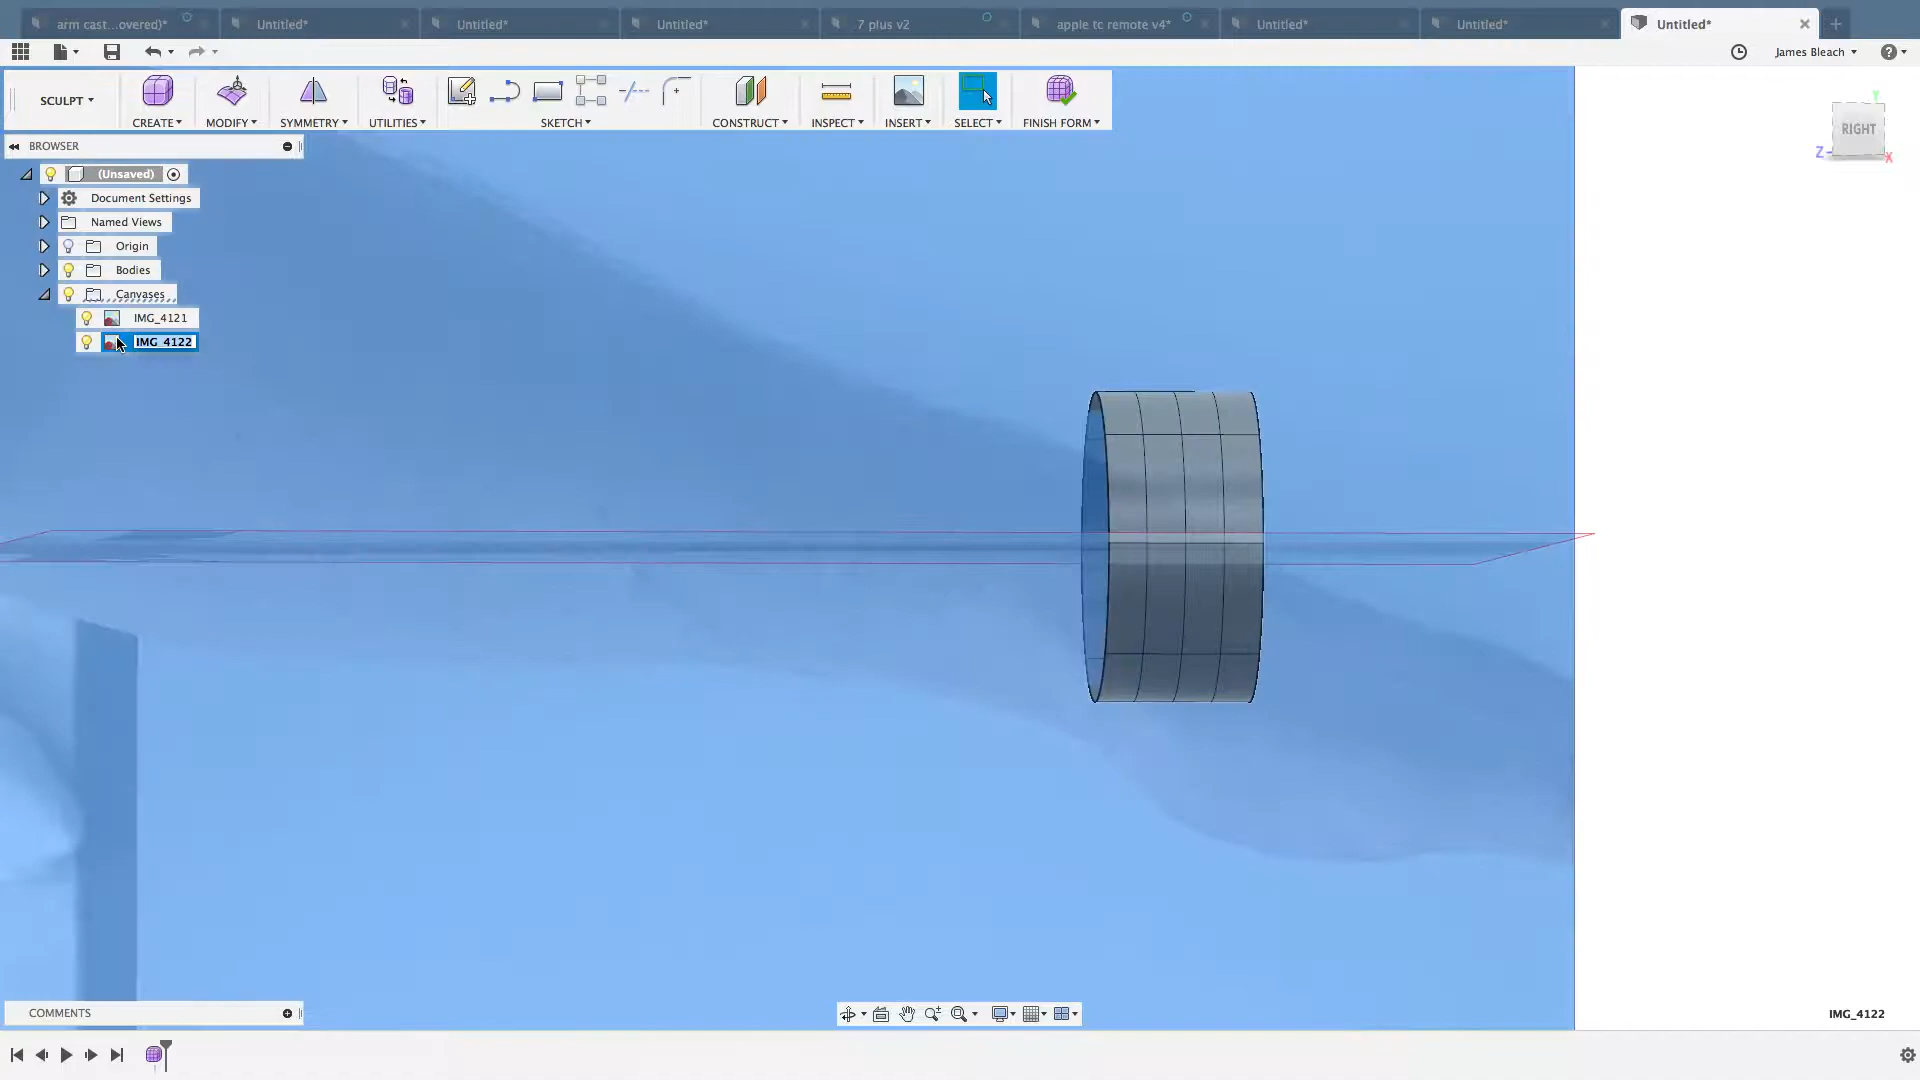 arm cast...overed)* Untitled* Untitled* Untitled* 7 plus v2 apple tc remote v4* Untitled* Untitled* Untitled*
James Bleach
SCULPT
CREATE MODIFY SYMMETRY UTILITIES SKETCH CONSTRUCT INSPECT INSERT SELECT FINISH FORM
BROWSER
(Unsaved)
Document Settings
Named Views
Origin
Bodies
Canvases
IMG_4121
IMG_4122
Y
RIGHT
Z
X
COMMENTS
IMG_4122